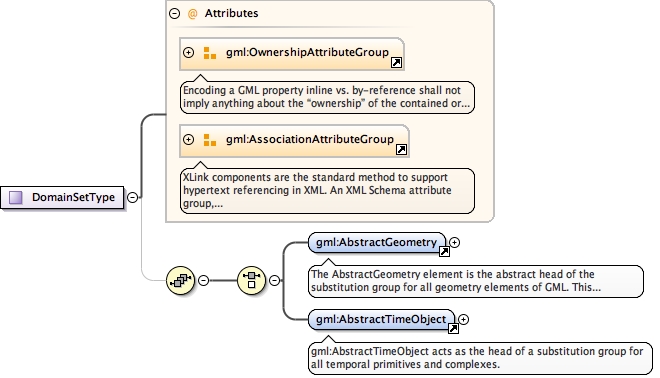 @ Attributes
gml:OwnershipAttributeGroup
Encoding a GML property inline vs. by-reference shall not
imply anything about the “ownership” of the contained or...
gml:AssociationAttributeGroup
XLink components are the standard method to support
hypertext referencing in XML. An XML Schema attribute
group,...
DomainSetType
gml:AbstractGeometry
The AbstractGeometry element is the abstract head of the
substitution group for all geometry elements of GML. This...
gml:AbstractTimeObject
gml:AbstractTimeObject acts as the head of a substitution group for
all temporal primitives and complexes.